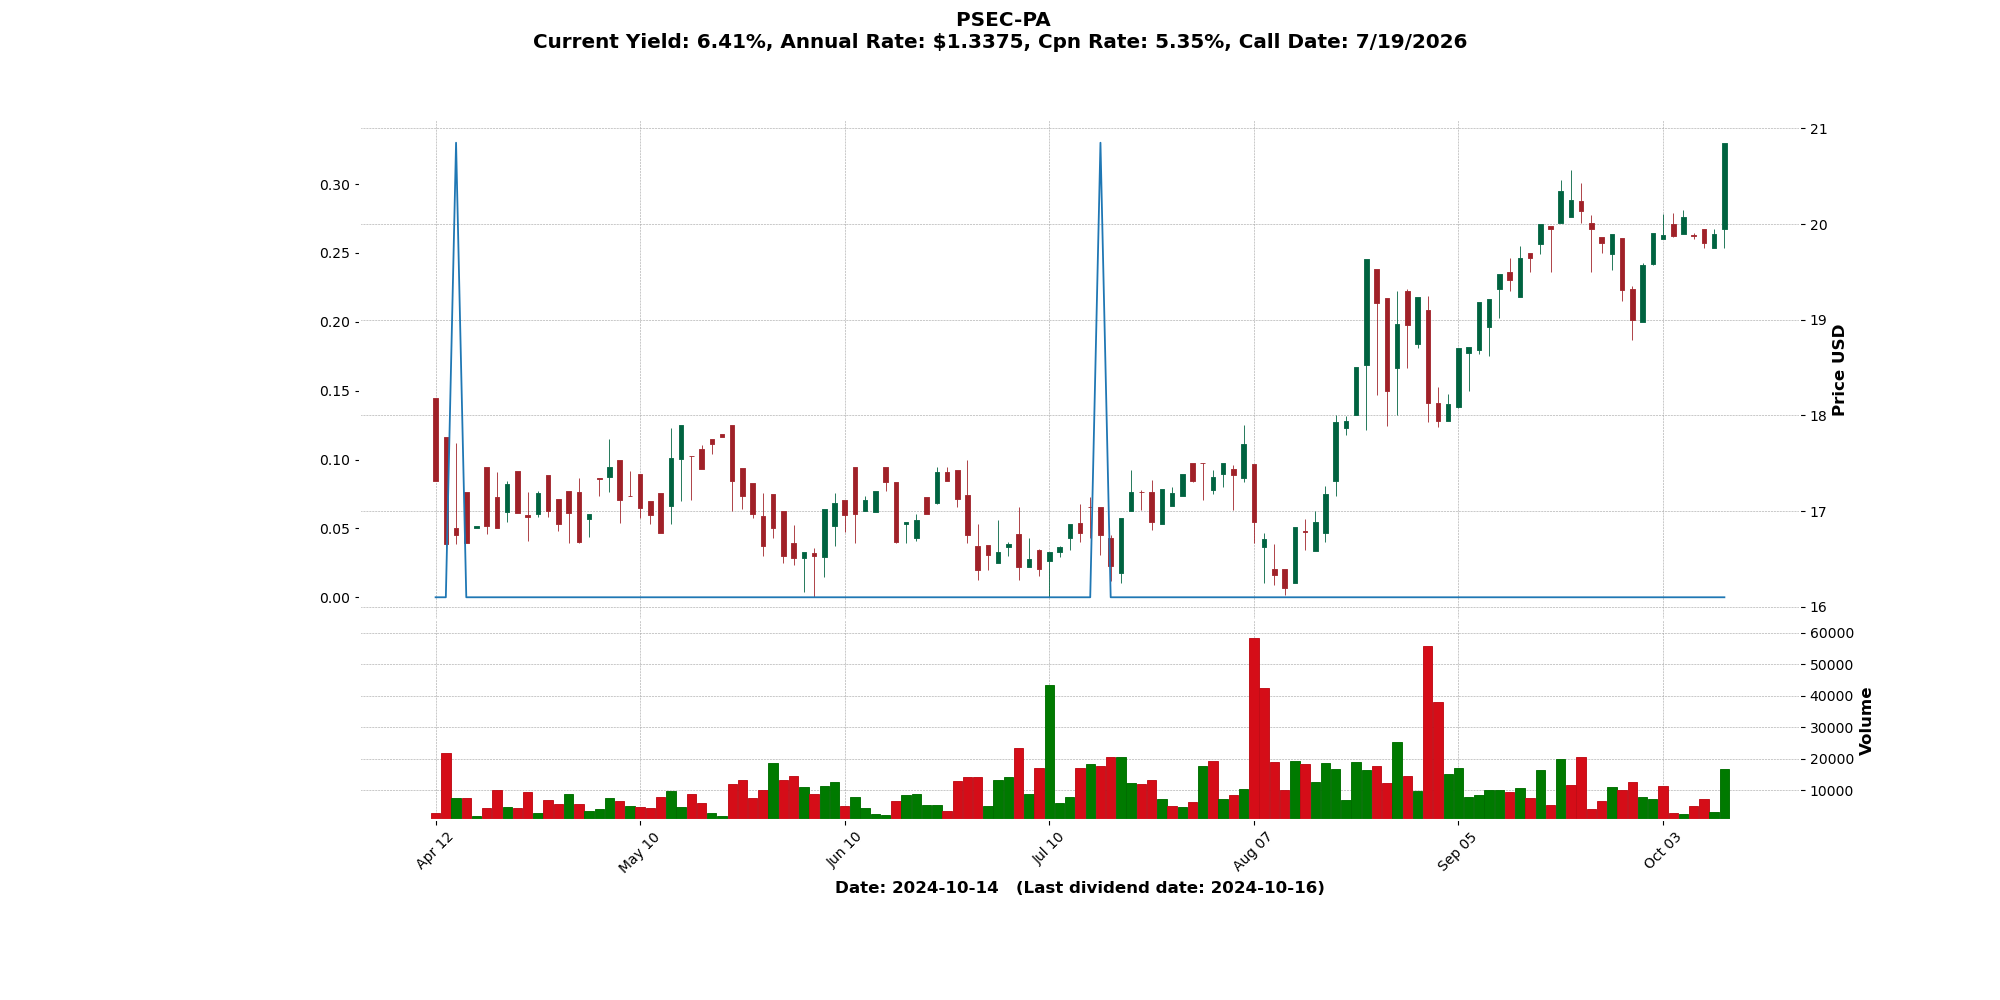 PSEC-PA
Current Yield: 6.41%, Annual Rate: $1.3375, Cpn Rate: 5.35%, Call Date: 7/19/2026
0.30
0.25
0.20
0.15
0.10
0.05
0.00
21
20
19
18
17
16
Price USD
60000
50000
40000
30000
20000
10000
Volume
Apr 12
May 10
Jun 10
Jul 10
Aug 07
Sep 05
Oct 03
Date: 2024-10-14 (Last dividend date: 2024-10-16)